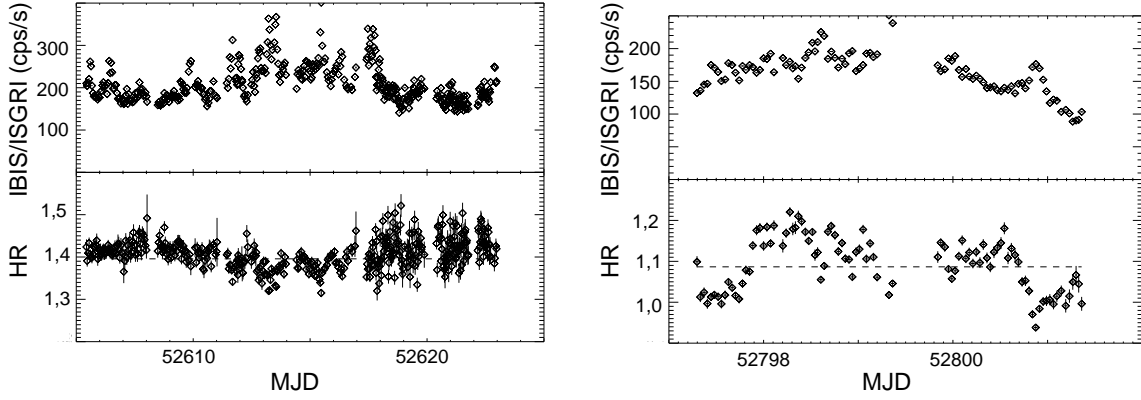 IBIS/ISGRI (cps/s)
300
200
100
HR
1,5
1,4
1,3
52610
52620
MJD
IBIS/ISGRI (cps/s)
200
150
100
HR
1,2
1,1
1,0
52798
52800
MJD